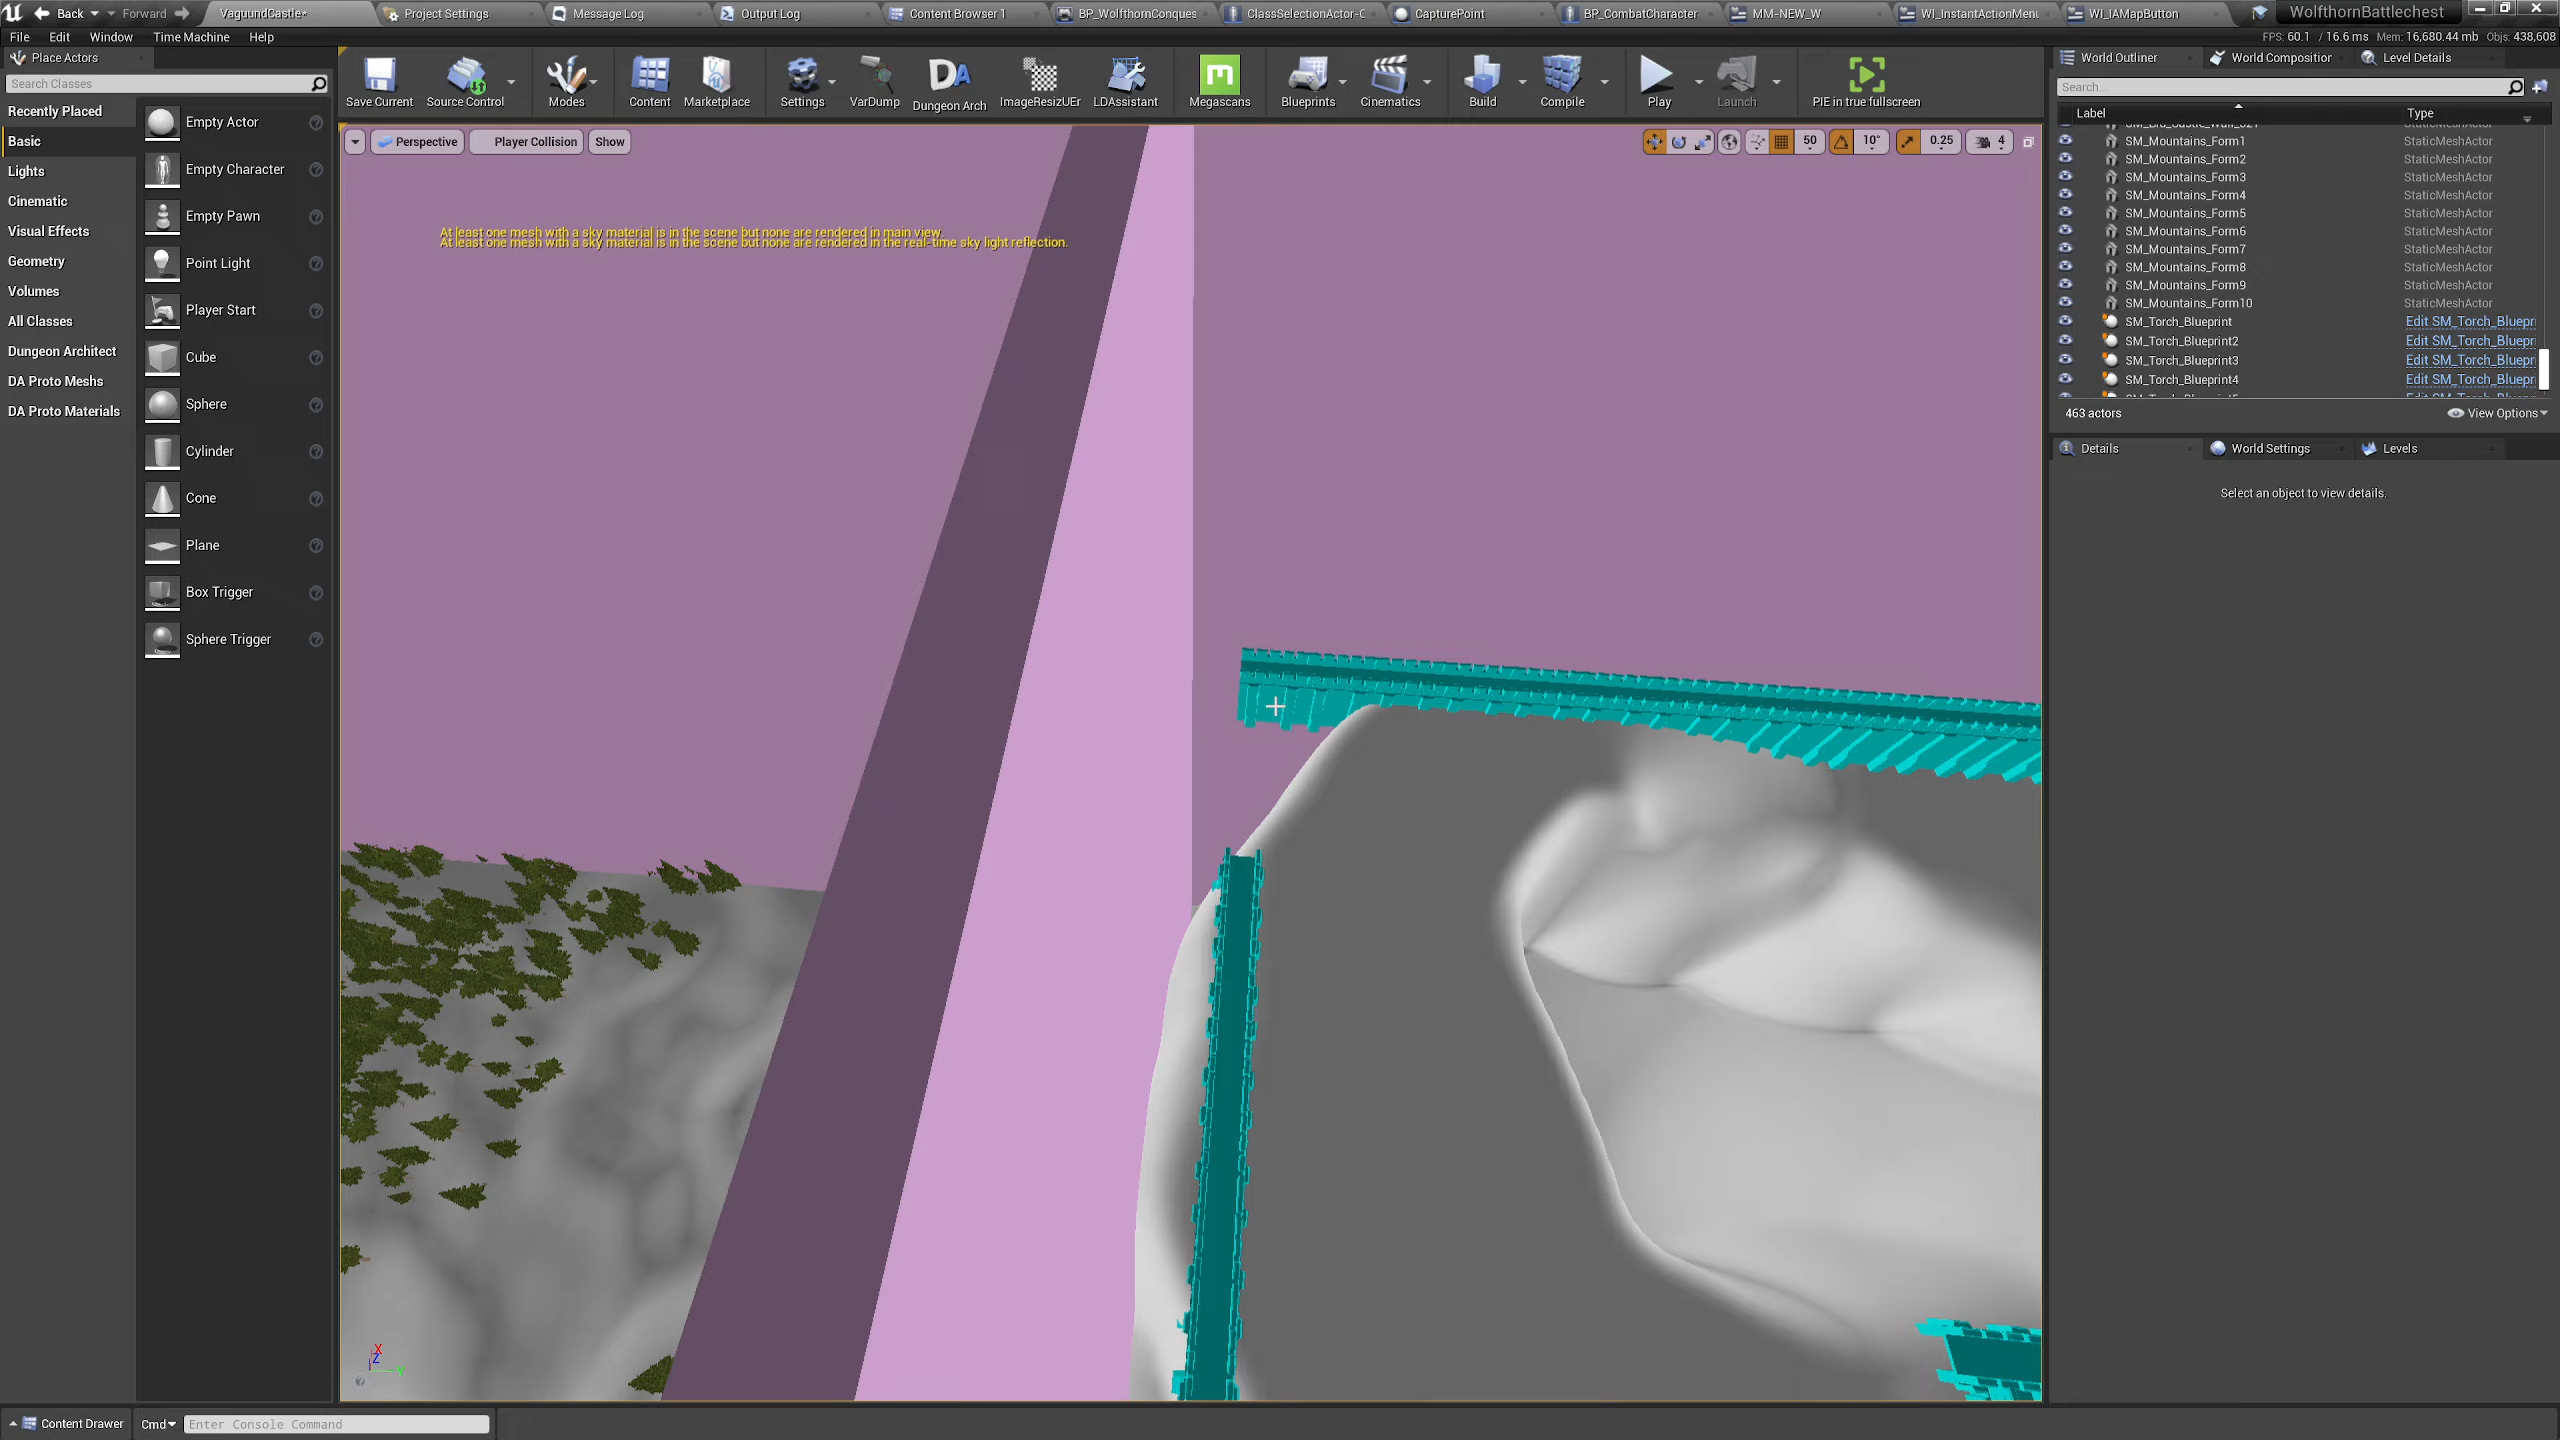 Back
Forward
VaguundCastle*
Project Settings
Message Log
Output Log
Content Browser 1
BP_WolfthornConques
ClassSelectionActor-C
CapturePoint
BP_CombatCharacter
MM-NEW_W
WI_InstantActionMenu
WI_IAMapButton
WolfthornBattlechest
File
Edit
Window
Time Machine
Help
FPS: 60.1 / 16.6 ms Mem: 16,680.44 mb Objs: 438,608
Place Actors
Search Classes
Recently Placed
Basic
Lights
Cinematic
Visual Effects
Geometry
Volumes
All Classes
Dungeon Architect
DA Proto Meshs
DA Proto Materials
Empty Actor
Empty Character
Empty Pawn
Point Light
Player Start
Cube
Sphere
Cylinder
Cone
Plane
Box Trigger
Sphere Trigger
Save Current
Source Control
Modes
Content
Marketplace
Settings
VarDump
Dungeon Arch
ImageResizUEr
LDAssistant
Megascans
Blueprints
Cinematics
Build
Compile
Play
Launch
PIE in true fullscreen
Perspective
Player Collision
Show
50
10°
0.25
4
At least one mesh with a sky material is in the scene but none are rendered in main view.
At least one mesh with a sky material is in the scene but none are rendered in the real-time sky light reflection.
World Outliner
World Composition
Level Details
Search...
Label
Type
SM_Mountains_Form1 StaticMeshActor
SM_Mountains_Form2 StaticMeshActor
SM_Mountains_Form3 StaticMeshActor
SM_Mountains_Form4 StaticMeshActor
SM_Mountains_Form5 StaticMeshActor
SM_Mountains_Form6 StaticMeshActor
SM_Mountains_Form7 StaticMeshActor
SM_Mountains_Form8 StaticMeshActor
SM_Mountains_Form9 StaticMeshActor
SM_Mountains_Form10 StaticMeshActor
SM_Torch_Blueprint Edit SM_Torch_Bluepri
SM_Torch_Blueprint2 Edit SM_Torch_Bluepri
SM_Torch_Blueprint3 Edit SM_Torch_Bluepri
SM_Torch_Blueprint4 Edit SM_Torch_Bluepri
463 actors
View Options
Details
World Settings
Levels
Select an object to view details.
X
Z
Y
Content Drawer
Cmd
Enter Console Command